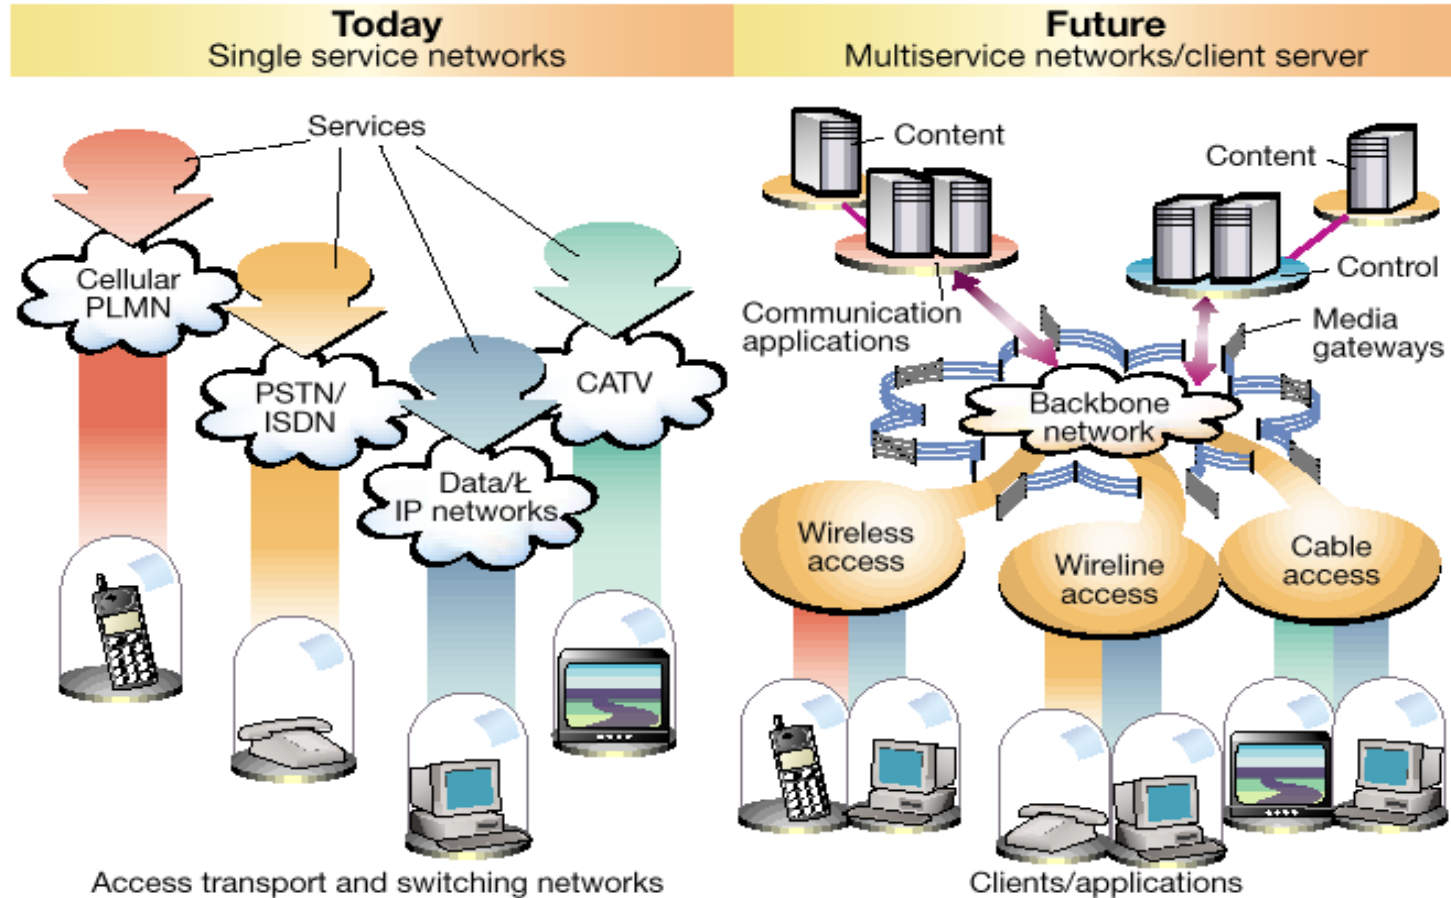 Today
Single service networks
Services
Cellular
PLMN
PSTN/
ISDN
Data/Ł
IP networks
CATV
Access transport and switching networks
Future
Multiservice networks/client server
Content
Content
Control
Communication
applications
Media
gateways
Backbone
network
Wireless
access
Wireline
access
Cable
access
Clients/applications